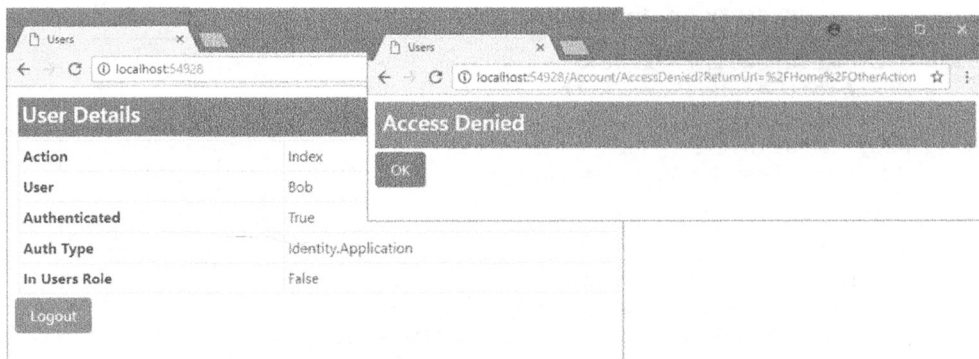 Users
localhost:54928
User Details
Action Index
User Bob
Authenticated True
Auth Type Identity.Application
In Users Role False
Logout
Users
localhost:54928/Account/AccessDenied?ReturnUrl=%2FHome%2FOtherAction
Access Denied
OK